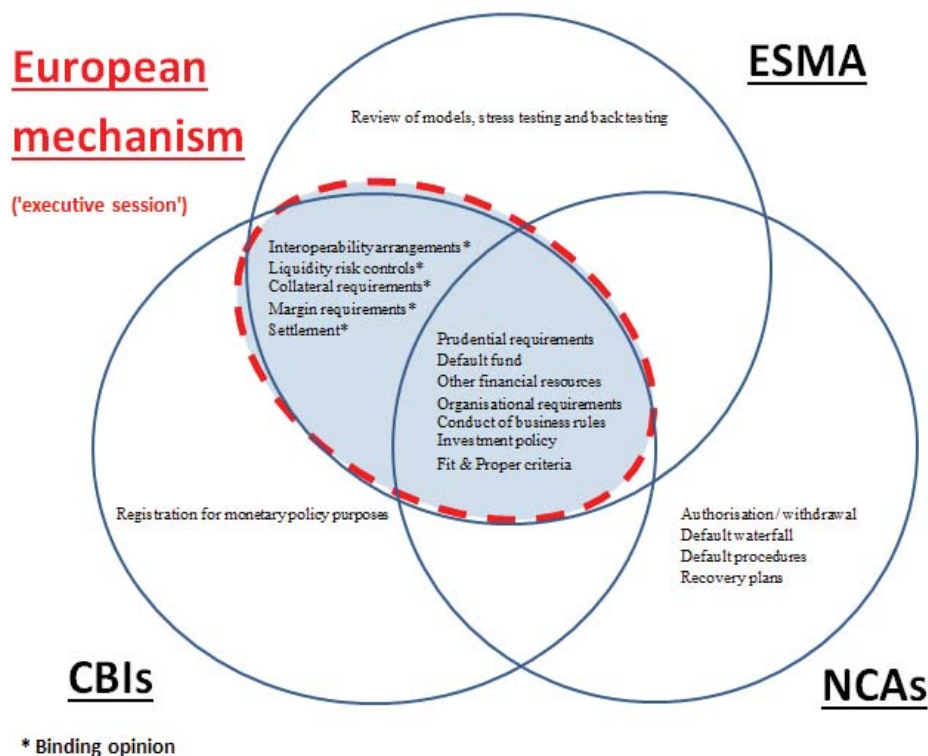 European
mechanism
('executive session')
ESMA
Review of models, stress testing and back testing
Interoperability arrangements*
Liquidity risk controls*
Collateral requirements*
Margin requirements*
Settlement*
Prudential requirements
Default fund
Other financial resources
Organisational requirements
Conduct of business rules
Investment policy
Fit & Proper criteria
Registration for monetary policy purposes
Authorisation / withdrawal
Default waterfall
Default procedures
Recovery plans
CBIs
NCAs
* Binding opinion